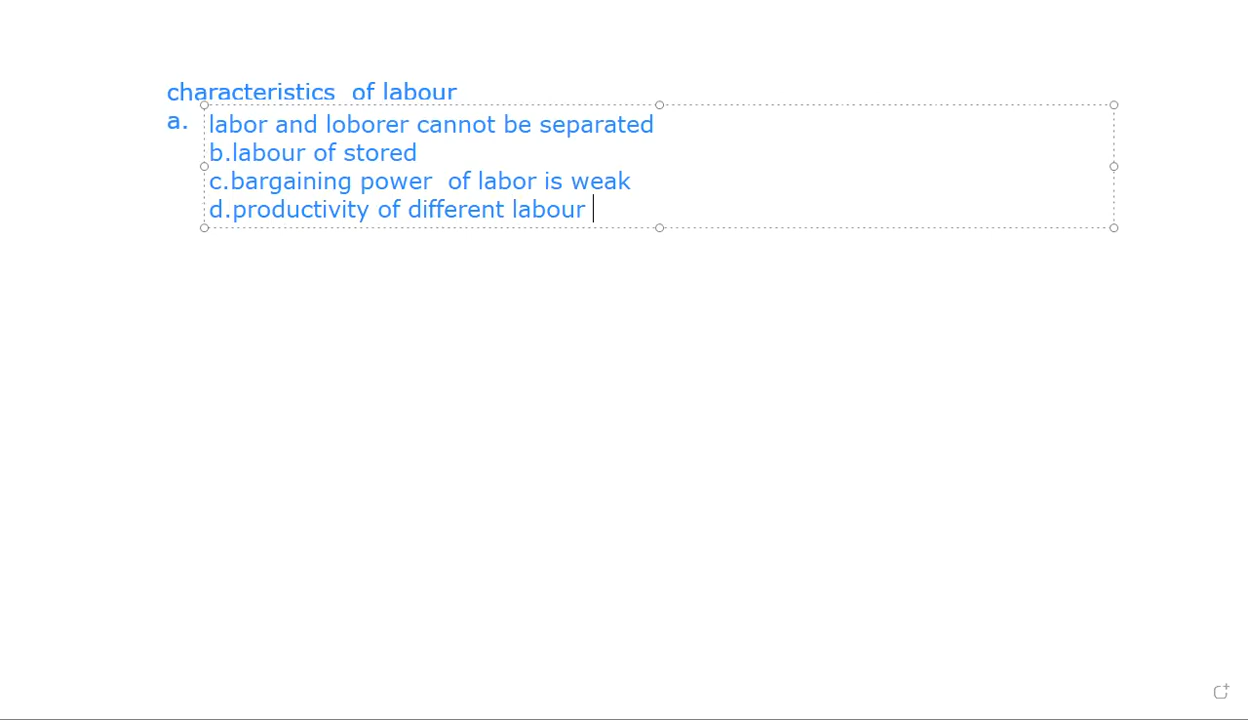 characteristics  of labour
a. labor and loborer cannot be separated
b.labour of stored
c.bargaining power  of labor is weak
d.productivity of different labour